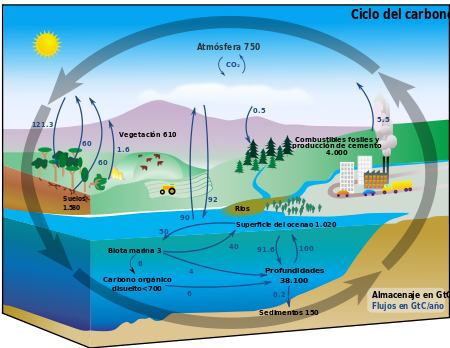 Ciclo del carbono
Atmósfera 750
CO₂
121.3
0.5
5.5
Vegetación 610
60
1.6
60
Combustibles fosiles y
producción de cemento
4.000
Suelos
1.580
92
Ribs
90
Superficie del oceano 1.020
50
40
Biota marina 3
91.6
100
6
4
Profundidades
38.100
Carbono orgánico
disuelto<700
6
0.2
Sedimentos 150
Almacenaje en GtC
Flujos en GtC/año